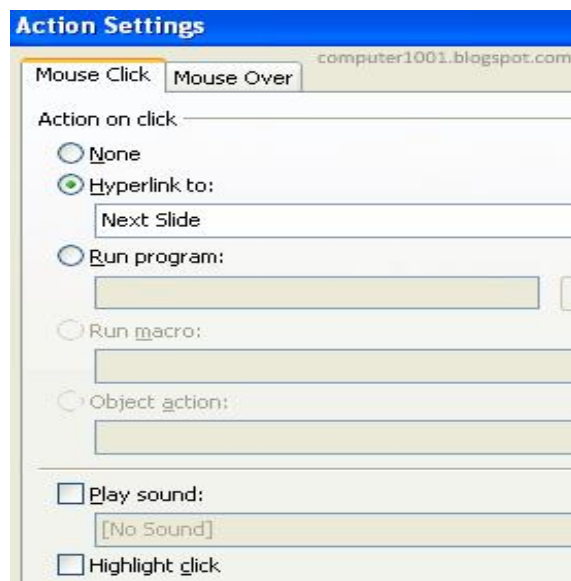 Action Settings
computer1001.blogspot.com
Mouse Click Mouse Over
Action on click
None
Hyperlink to:
Next Slide
Run program:
Run macro:
Object action:
Play sound:
[No Sound]
Highlight click